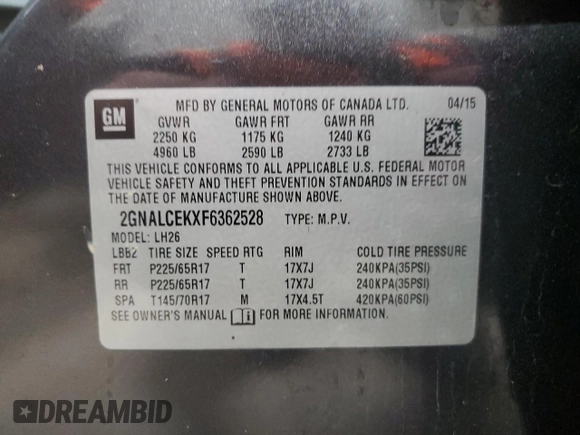 GM
MFD BY GENERAL MOTORS OF CANADA LTD. 04/15
GVWR GAWR FRT GAWR RR
2250 KG 1175 KG 1240 KG
4960 LB 2590 LB 2733 LB
THIS VEHICLE CONFORMS TO ALL APPLICABLE U.S. FEDERAL MOTOR
VEHICLE SAFETY AND THEFT PREVENTION STANDARDS IN EFFECT ON
THE DATE OF MANUFACTURE SHOWN ABOVE.
2GNALCEKXF6362528 TYPE: M.P.V.
MODEL: LH26
LBB2 TIRE SIZE SPEED RTG RIM COLD TIRE PRESSURE
FRT P225/65R17 T 17X7J 240KPA(35PSI)
RR P225/65R17 T 17X7J 240KPA(35PSI)
SPA T145/70R17 M 17X4.5T 420KPA(60PSI)
SEE OWNER'S MANUAL FOR MORE INFORMATION.
DREAMBID